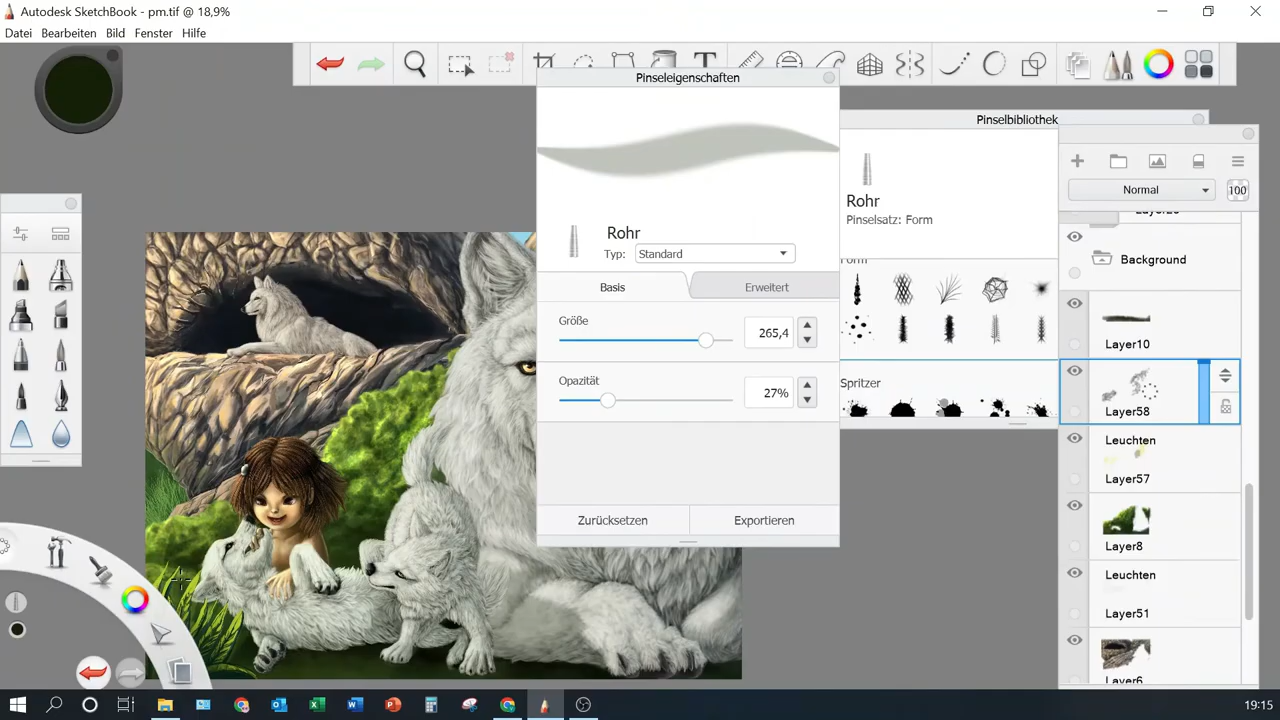 Autodesk SketchBook - pm.tif @ 18,9%
Datei Bearbeiten Bild Fenster Hilfe
Pinseleigenschaften
Pinselbibliothek
Rohr
Pinselsatz: Form
Normal
100
Rohr
Typ: Standard
Background
Basis
Erweitert
Größe
265,4
Layer10
Opazität
27%
Spritzer
Layer58
Leuchten
Layer57
Zurücksetzen
Exportieren
Layer8
Leuchten
Layer51
Layer6
19:15